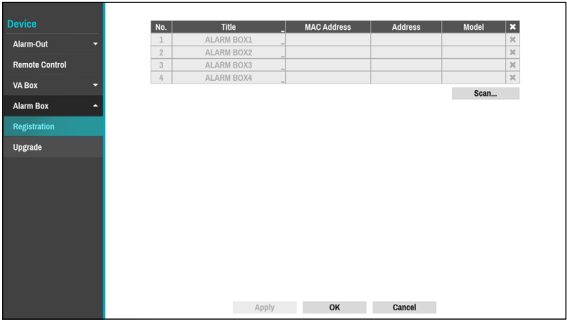 Device
Alarm-Out
Remote Control
VA Box
Alarm Box
Registration
Upgrade
No. Title MAC Address Address Model ✖
1 ALARM BOX1 ✖
2 ALARM BOX2 ✖
3 ALARM BOX3 ✖
4 ALARM BOX4 ✖
Scan...
Apply OK Cancel